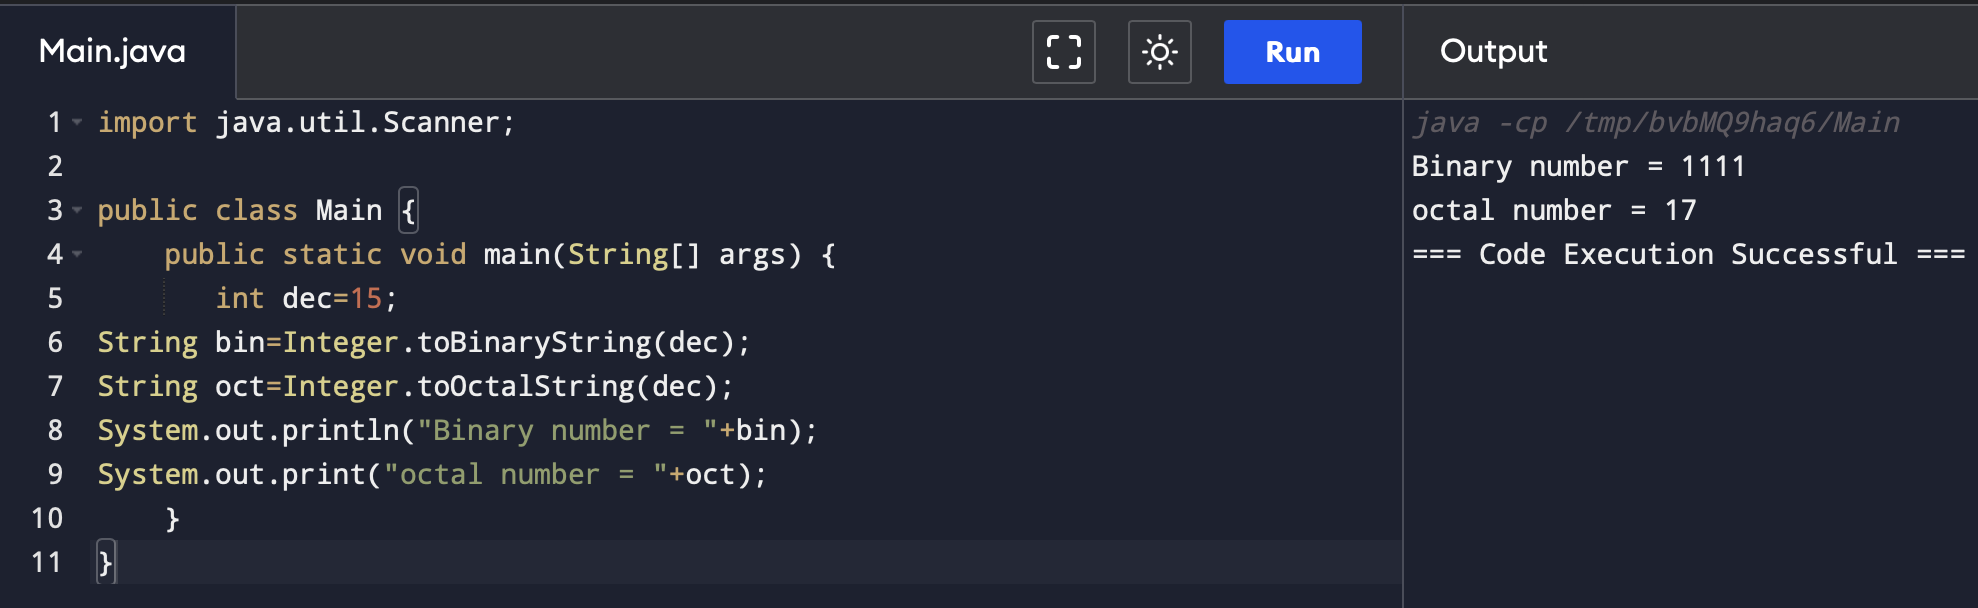 Main.java
Run
Output
1 import java.util.Scanner;
2
3 public class Main {
4 public static void main(String[] args) {
5 int dec=15;
6 String bin=Integer.toBinaryString(dec);
7 String oct=Integer.toOctalString(dec);
8 System.out.println("Binary number = "+bin);
9 System.out.print("octal number = "+oct);
10 }
11 }
java -cp /tmp/bvbMQ9haq6/Main
Binary number = 1111
octal number = 17
=== Code Execution Successful ===